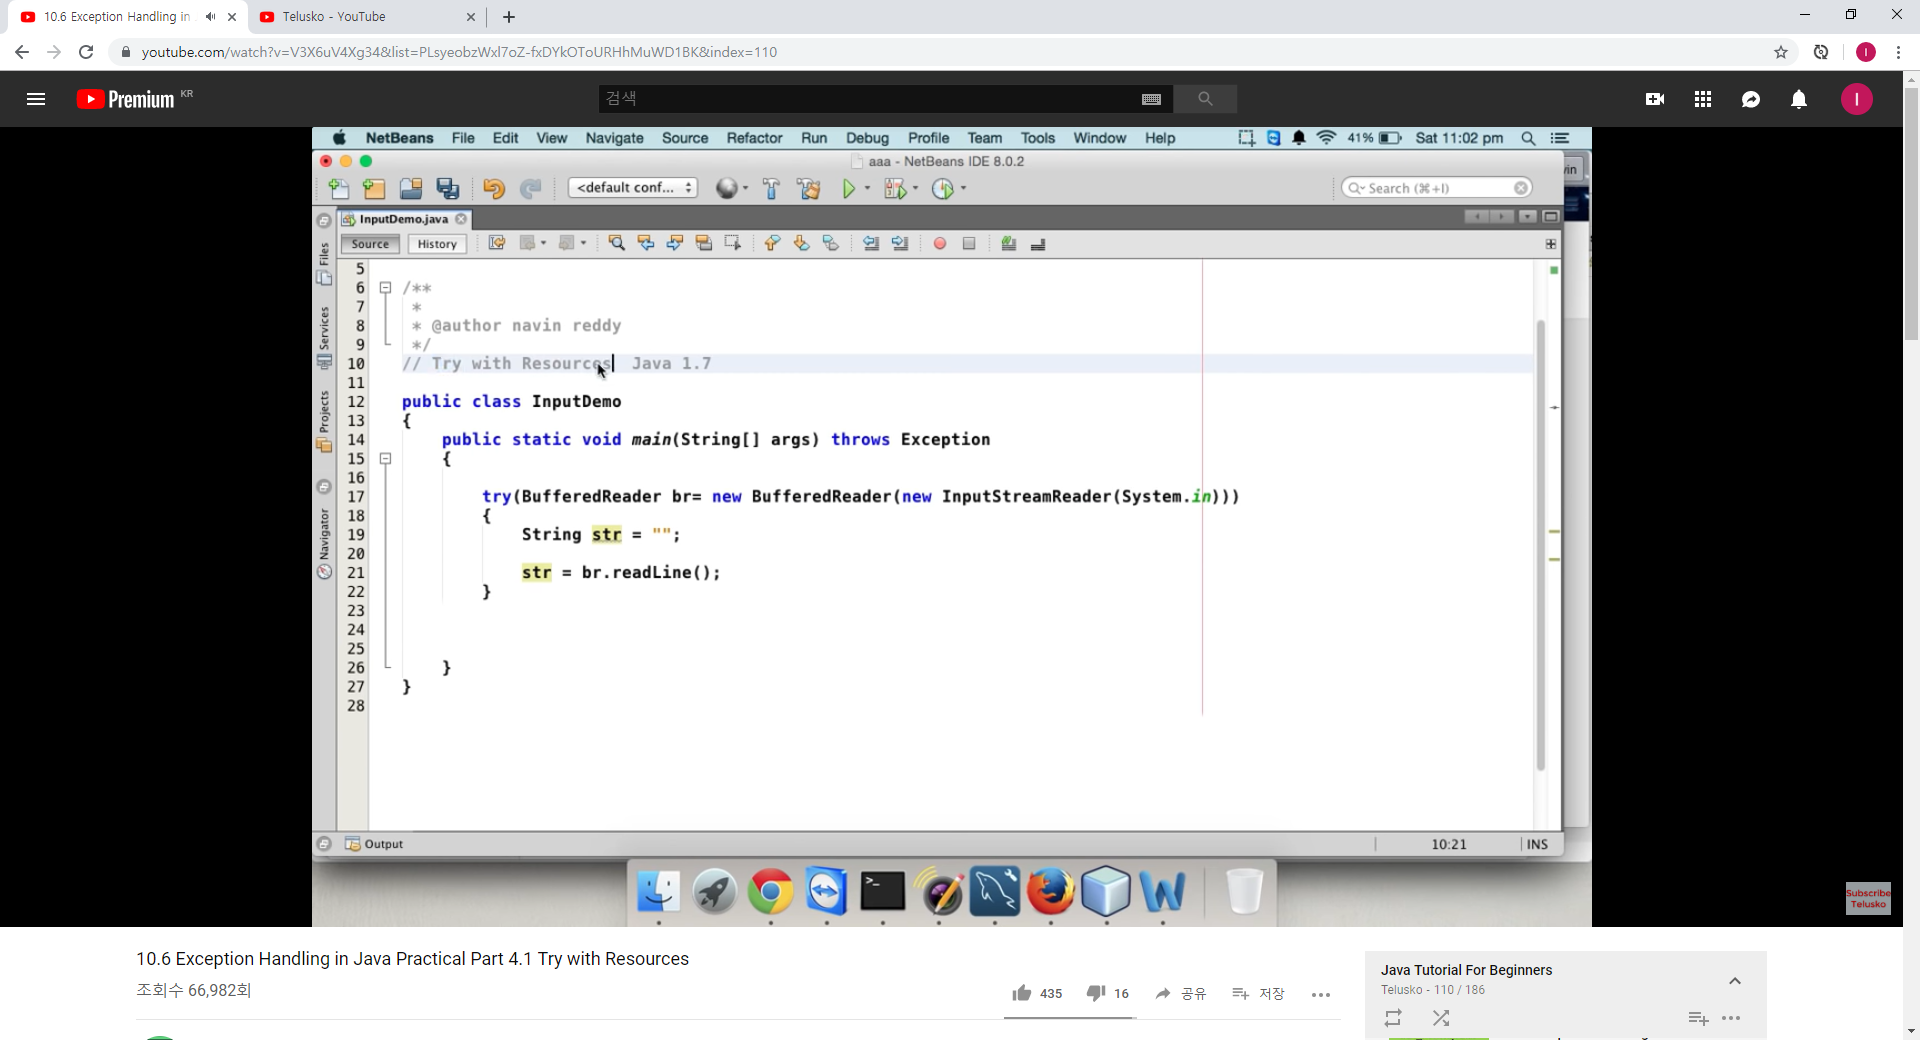 10.6 Exception Handling in
Telusko - YouTube
youtube.com/watch?v=V3X6uV4Xg34&list=PLsyeobzWxl7oZ-fxDYkOToURHhMuWD1BK&index=110
Premium KR
검색
NetBeans File Edit View Navigate Source Refactor Run Debug Profile Team Tools Window Help 41% Sat 11:02 pm
aaa - NetBeans IDE 8.0.2
<default conf...
Search (⌘+I)
InputDemo.java
Source History
Files
Services
Projects
Navigator
5
6 /**
7 *
8 * @author navin reddy
9 */
10 // Try with Resources Java 1.7
11
12 public class InputDemo
13 {
14 public static void main(String[] args) throws Exception
15 {
16
17 try(BufferedReader br= new BufferedReader(new InputStreamReader(System.in)))
18 {
19 String str = "";
20
21 str = br.readLine();
22 }
23
24
25
26 }
27 }
28
Output
10:21 INS
Subscribe
Telusko
10.6 Exception Handling in Java Practical Part 4.1 Try with Resources
조회수 66,982회
435 16 공유 저장
Java Tutorial For Beginners
Telusko - 110 / 186